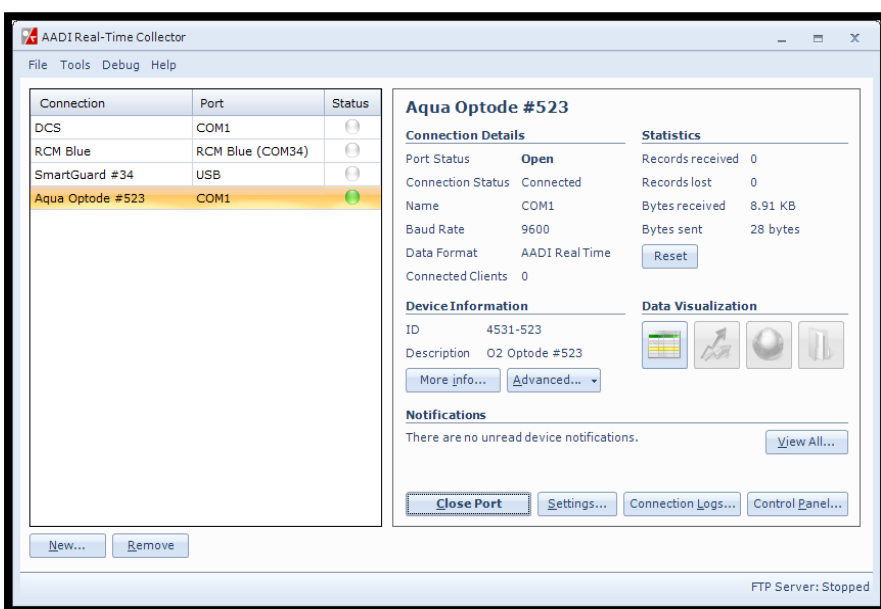 AADI Real-Time Collector
File Tools Debug Help
Connection Port Status
DCS COM1
RCM Blue RCM Blue (COM34)
SmartGuard #34 USB
Aqua Optode #523 COM1
New... Remove
Aqua Optode #523
Connection Details
Port Status Open
Connection Status Connected
Name COM1
Baud Rate 9600
Data Format AADI Real Time
Connected Clients 0
Statistics
Records received 0
Records lost 0
Bytes received 8.91 KB
Bytes sent 28 bytes
Reset
Device Information
ID 4531-523
Description O2 Optode #523
More info... Advanced...
Data Visualization
Notifications
There are no unread device notifications.
View All...
Close Port Settings... Connection Logs... Control Panel...
FTP Server: Stopped